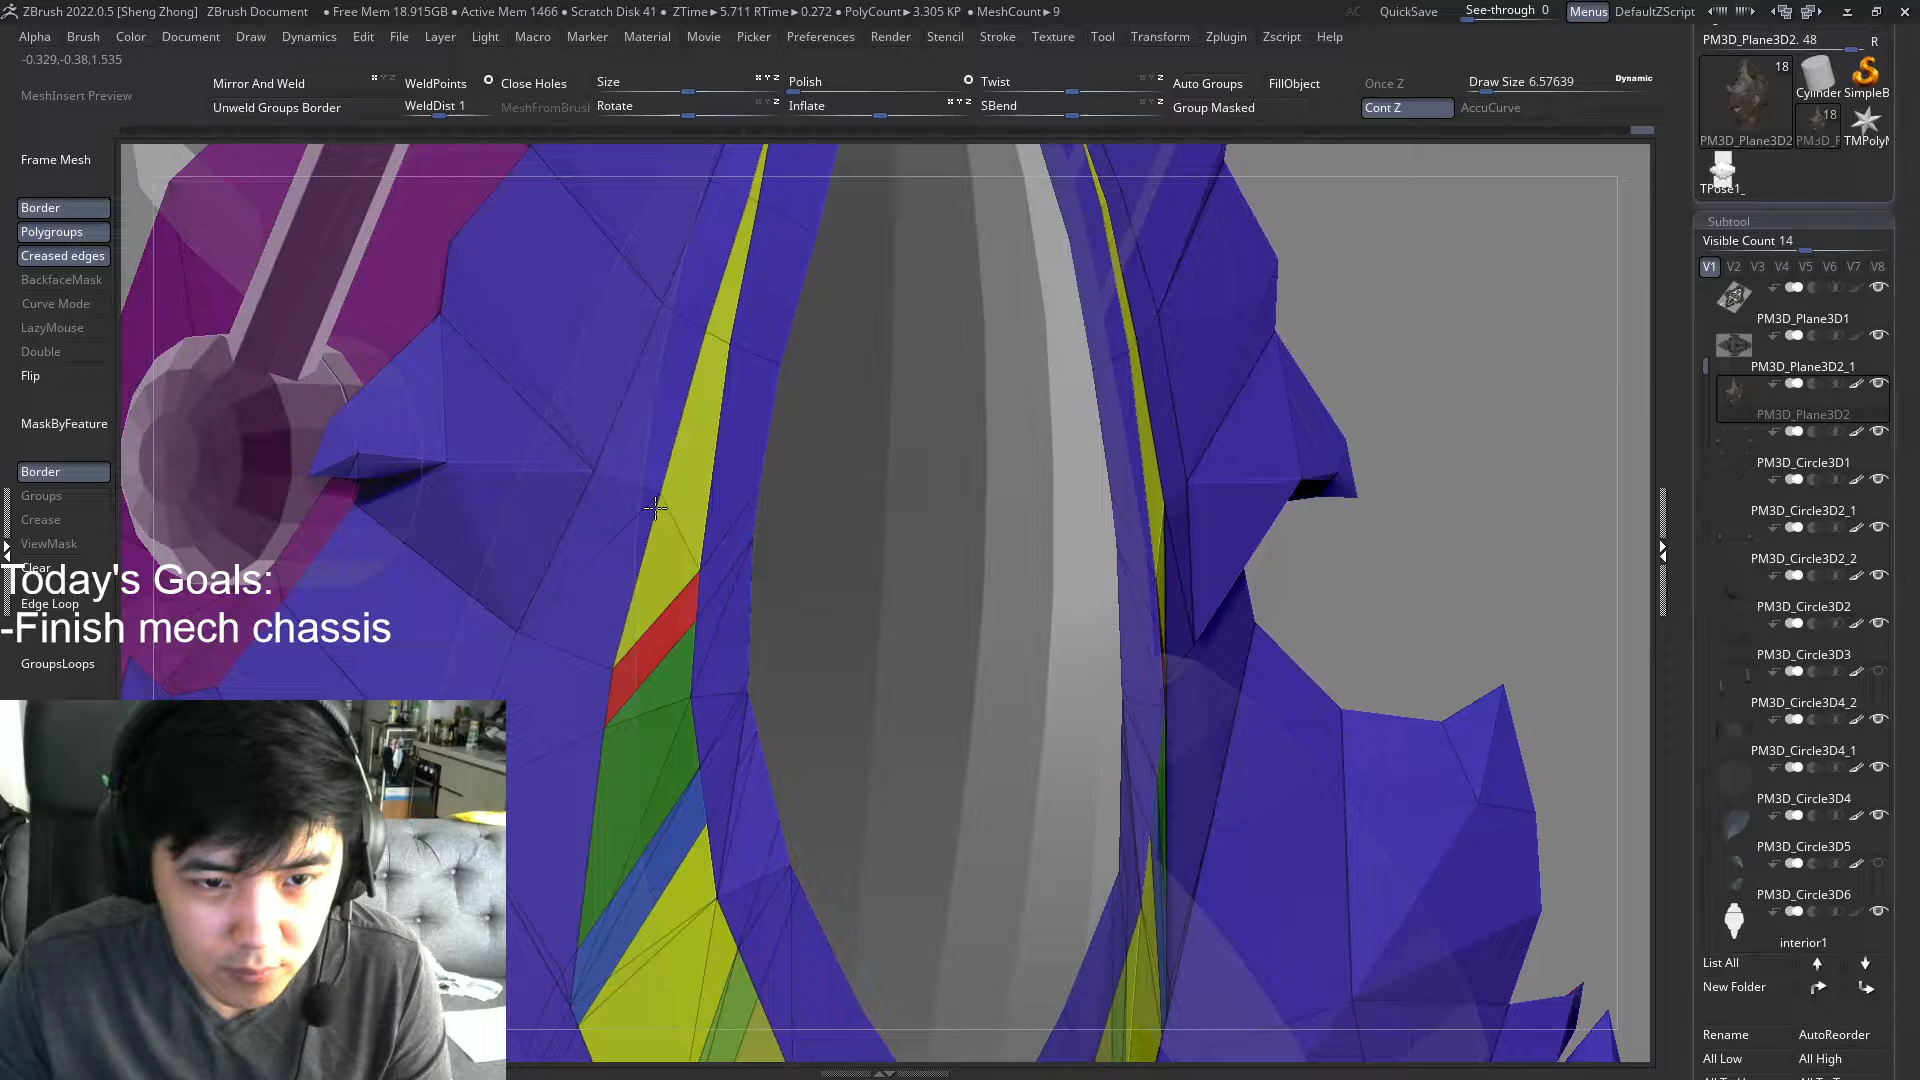 ZBrush 2022.0.5 [Sheng Zhong] ZBrush Document • Free Mem 18.915GB • Active Mem 1466 • Scratch Disk 41 • ZTime►5.711 RTime►0.272 • PolyCount►3.305 KP • MeshCount►9 AC QuickSave See-through 0 Menus DefaultZScript
Alpha Brush Color Document Draw Dynamics Edit File Layer Light Macro Marker Material Movie Picker Preferences Render Stencil Stroke Texture Tool Transform Zplugin Zscript Help
PM3D_Plane3D2. 48 R
-0.329,-0.38,1.535
MeshInsert Preview
Mirror And Weld WeldPoints Close Holes Size Polish Twist Auto Groups FillObject Once Z Draw Size 6.57639 Dynamic
Unweld Groups Border WeldDist 1 MeshFromBrush Rotate Inflate SBend Group Masked Cont Z AccuCurve
18
Cylinder SimpleB
18
PM3D_Plane3D2 PM3D_F TMPolyM
TPose1_
Frame Mesh
Border
Polygroups
Creased edges
BackfaceMask
Curve Mode
LazyMouse
Double
Flip
MaskByFeature
Border
Groups
Crease
ViewMask
Clear
Edge Loop
GroupsLoops
Today's Goals:
-Finish mech chassis
Subtool
Visible Count 14
V1 V2 V3 V4 V5 V6 V7 V8
PM3D_Plane3D1
PM3D_Plane3D2_1
PM3D_Plane3D2
PM3D_Circle3D1
PM3D_Circle3D2_1
PM3D_Circle3D2_2
PM3D_Circle3D2
PM3D_Circle3D3
PM3D_Circle3D4_2
PM3D_Circle3D4_1
PM3D_Circle3D4
PM3D_Circle3D5
PM3D_Circle3D6
interior1
List All
New Folder
Rename AutoReorder
All Low All High